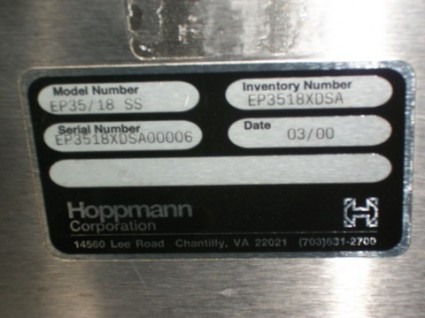 Model Number
EP35/18 SS
Inventory Number
EP3518XDSA
Serial Number
EP3518XDSA00006
Date
03/00
Hoppmann
Corporation
14560 Lee Road Chantilly, VA 22021 (703)631-2700